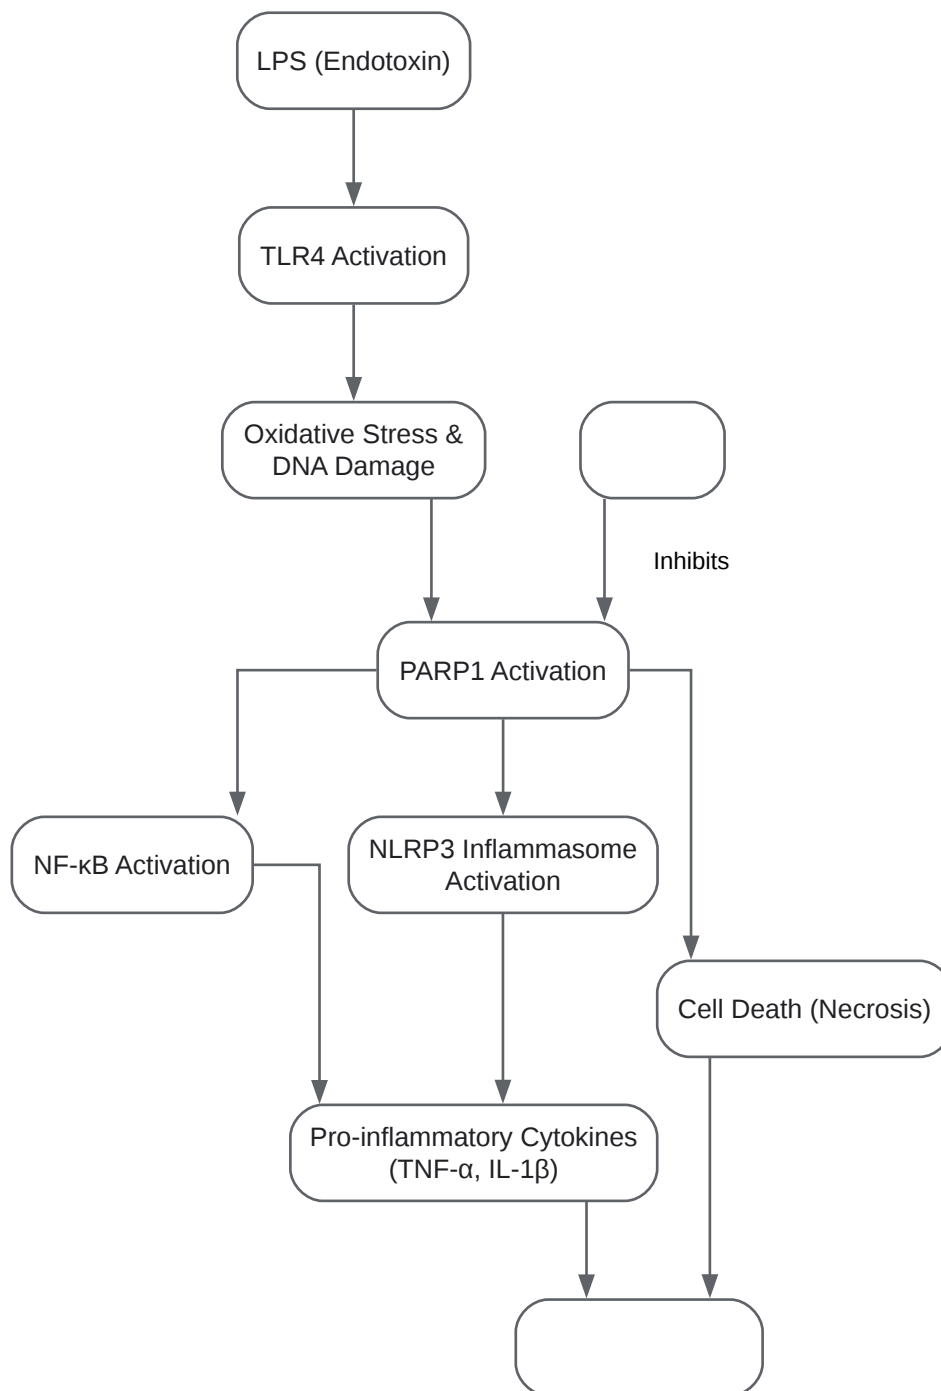 LPS (Endotoxin)
TLR4 Activation
Oxidative Stress &
DNA Damage
Inhibits
PARP1 Activation
NF-κB Activation
NLRP3 Inflammasome
Activation
Cell Death (Necrosis)
Pro-inflammatory Cytokines
(TNF-α, IL-1β)